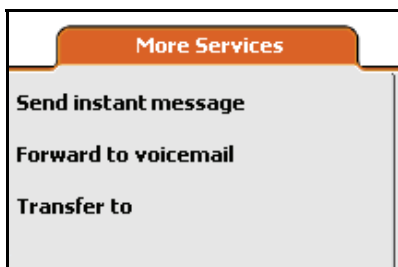 More Services
Send instant message
Forward to voicemail
Transfer to